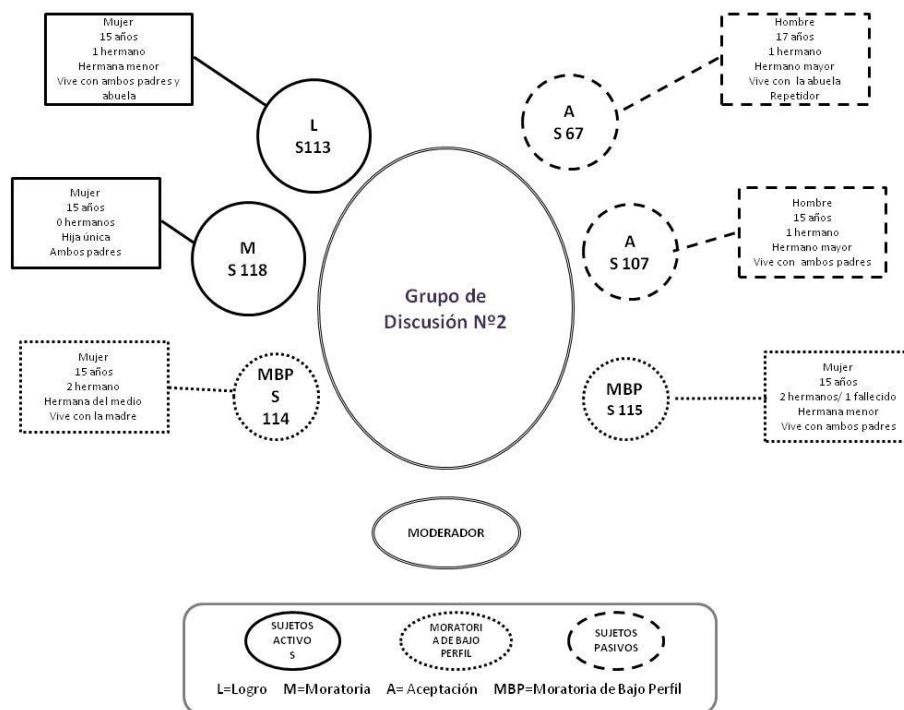 Mujer
15 años
1 hermano
Hermana menor
Vive con ambos padres y
abuela
L
S113
Hombre
17 años
1 hermano
Hermano mayor
Vive con la abuela
Repetidor
A
S 67
Mujer
15 años
0 hermanos
Hija única
Ambos padres
M
S 118
Hombre
15 años
1 hermano
Hermano mayor
Vive con ambos padres
A
S 107
Grupo de
Discusión Nº2
Mujer
15 años
2 hermano
Hermana del medio
Vive con la madre
MBP
S
114
Mujer
15 años
2 hermanos/ 1 fallecido
Hermana menor
Vive con ambos padres
MBP
S 115
MODERADOR
SUJETOS
ACTIVO
S
MORATORI
A DE BAJO
PERFIL
SUJETOS
PASIVOS
L=Logro M=Moratoria A= Aceptación MBP=Moratoria de Bajo Perfil